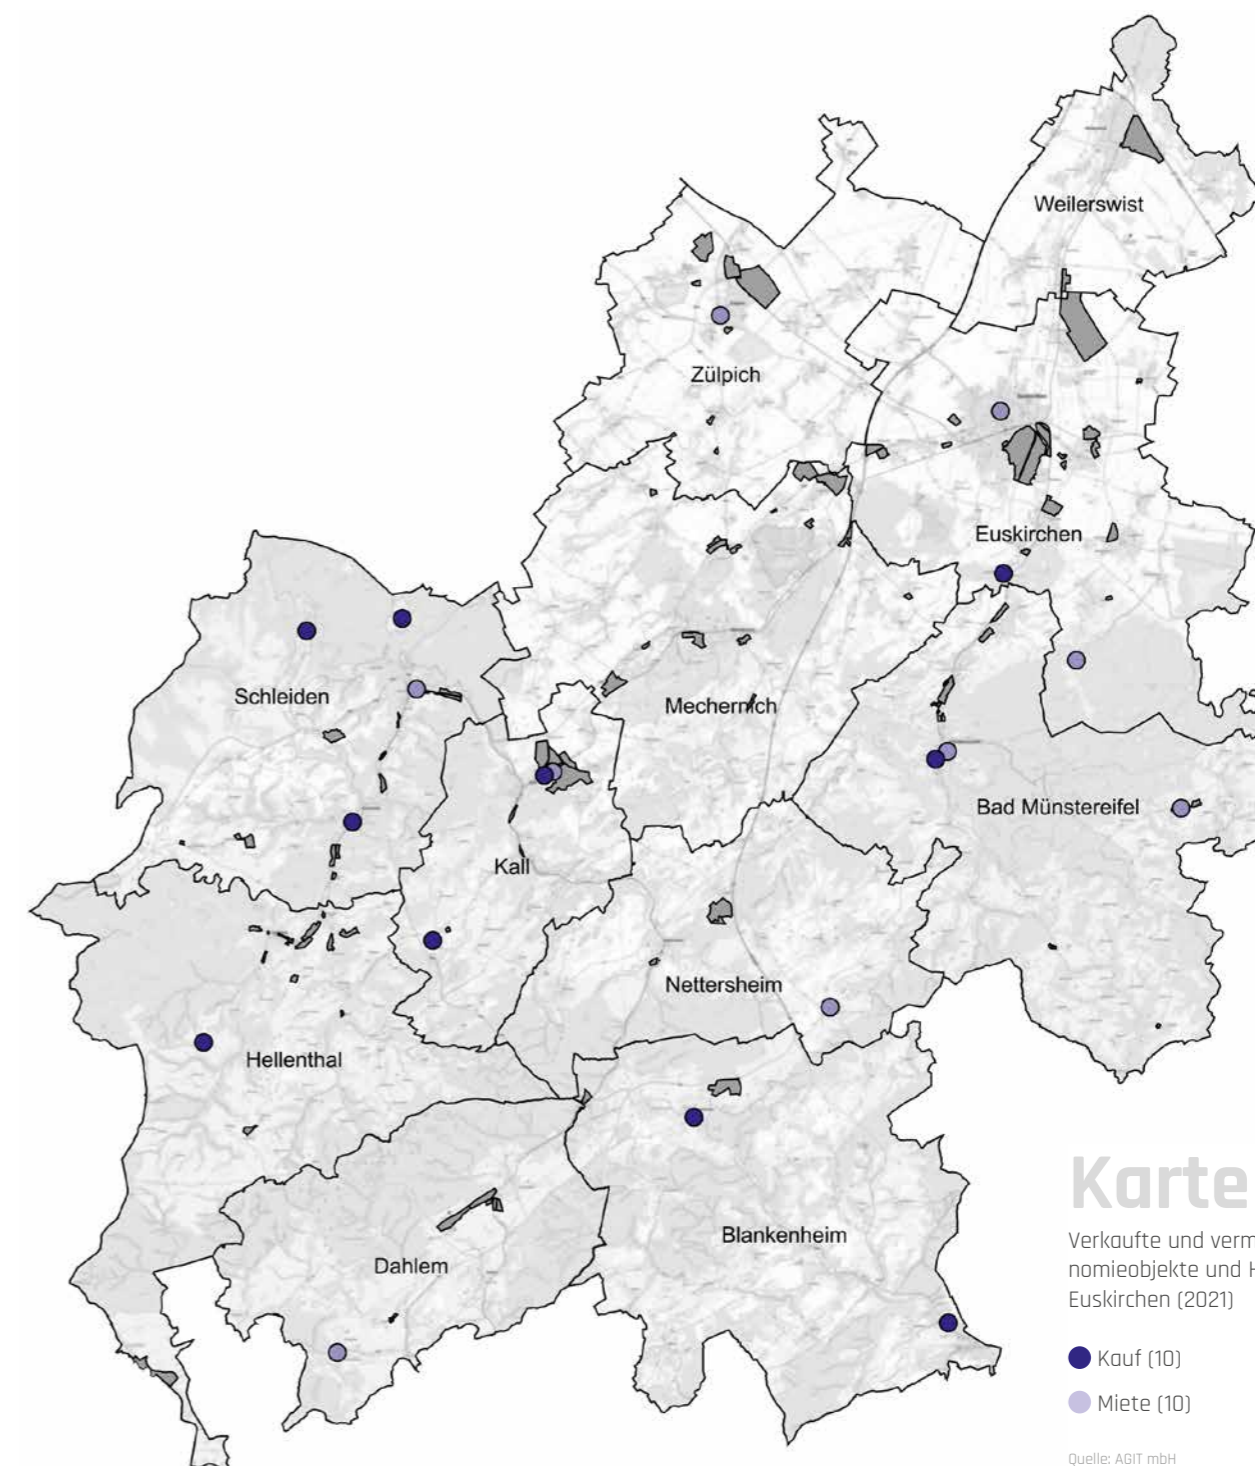 Weilerswist
Zülpich
Euskirchen
Schleiden
Mechernich
Bad Münstereifel
Kall
Nettersheim
Hellenthal
Blankenheim
Dahlem
Karte
Verkaufte und verm
nomieobjekte und H
Euskirchen (2021)
Kauf (10)
Miete (10)
Quelle: AGIT mbH